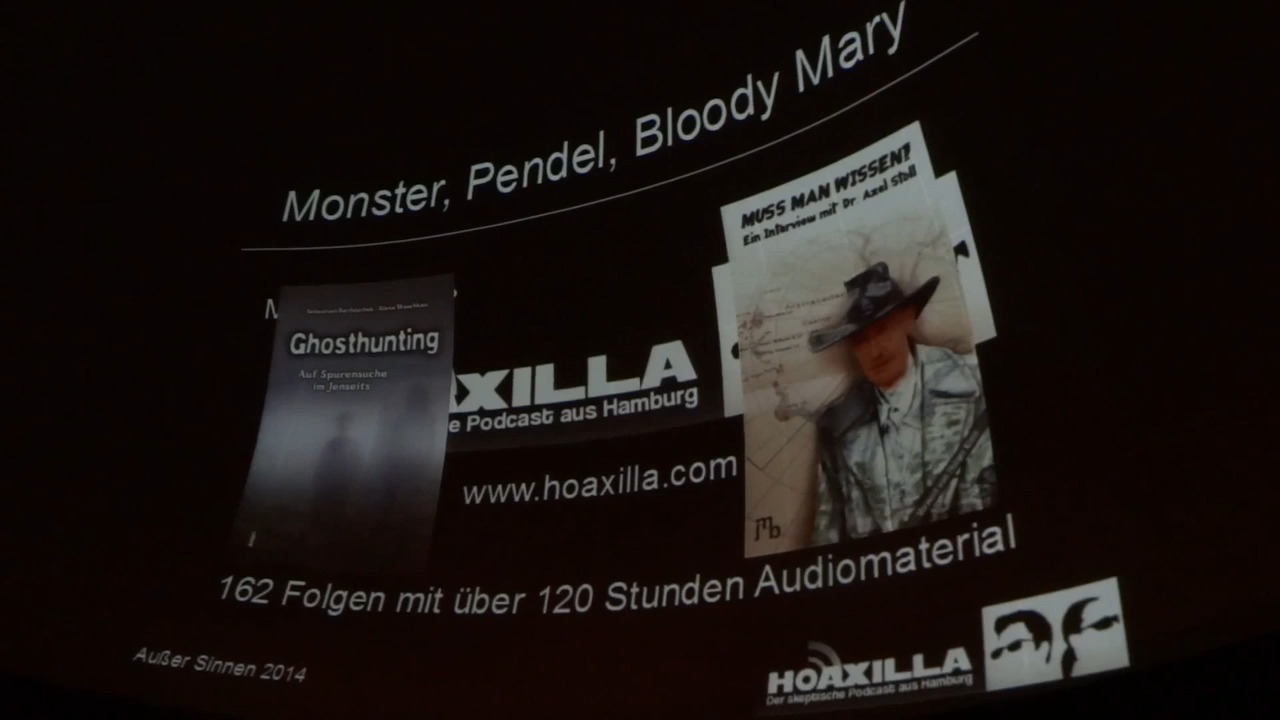 Monster, Pendel, Bloody Mary
MUSS MAN WISSEN!
Ein Interview mit Dr. Axel Stoll
M
Ghosthunting
Auf Spurensuche
im Jenseits
AXILLA
e Podcast aus Hamburg
www.hoaxilla.com
mb
162 Folgen mit über 120 Stunden Audiomaterial
Außer Sinnen 2014
HOAXILLA
Der skeptische Podcast aus Hamburg